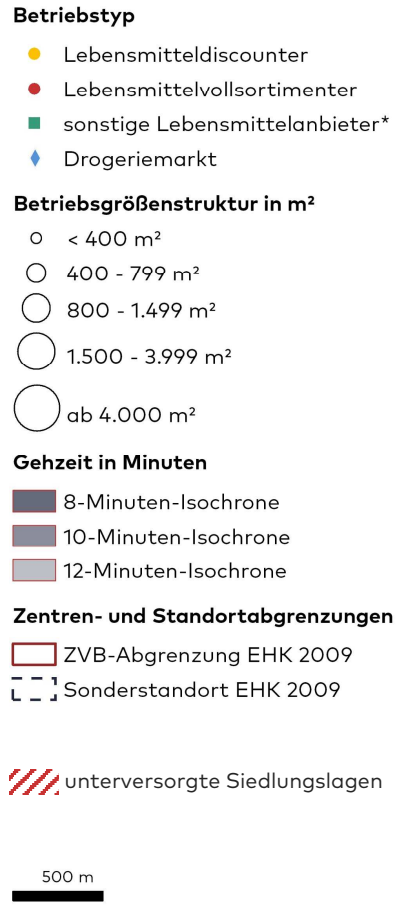 Betriebstyp
Lebensmitteldiscounter
Lebensmittelvollsortimenter
sonstige Lebensmittelanbieter*
Drogeriemarkt
Betriebsgrößenstruktur in m²
< 400 m²
400 - 799 m²
800 - 1.499 m²
1.500 - 3.999 m²
ab 4.000 m²
Gehzeit in Minuten
8-Minuten-Isochrone
10-Minuten-Isochrone
12-Minuten-Isochrone
Zentren- und Standortabgrenzungen
ZVB-Abgrenzung EHK 2009
Sonderstandort EHK 2009
unterversorgte Siedlungslagen
500 m